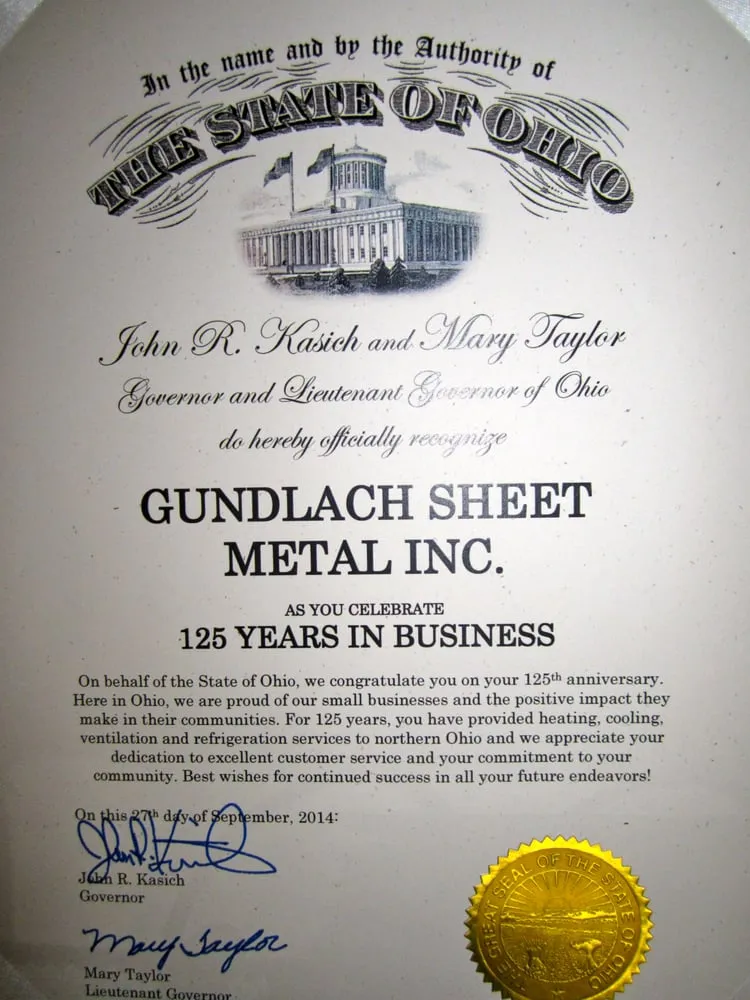 In the name and by the Authority of
THE STATE OF OHIO
John R. Kasich and Mary Taylor
Governor and Lieutenant Governor of Ohio
do hereby officially recognize
GUNDLACH SHEET
METAL INC.
AS YOU CELEBRATE
125 YEARS IN BUSINESS
On behalf of the State of Ohio, we congratulate you on your 125th anniversary.
Here in Ohio, we are proud of our small businesses and the positive impact they
make in their communities. For 125 years, you have provided heating, cooling,
ventilation and refrigeration services to northern Ohio and we appreciate your
dedication to excellent customer service and your commitment to your
community. Best wishes for continued success in all your future endeavors!
On this 27th day of September, 2014:
John R. Kasich
John R. Kasich
Governor
Mary Taylor
Mary Taylor
Lieutenant Governor
THE GREAT SEAL OF THE STATE OF OHIO